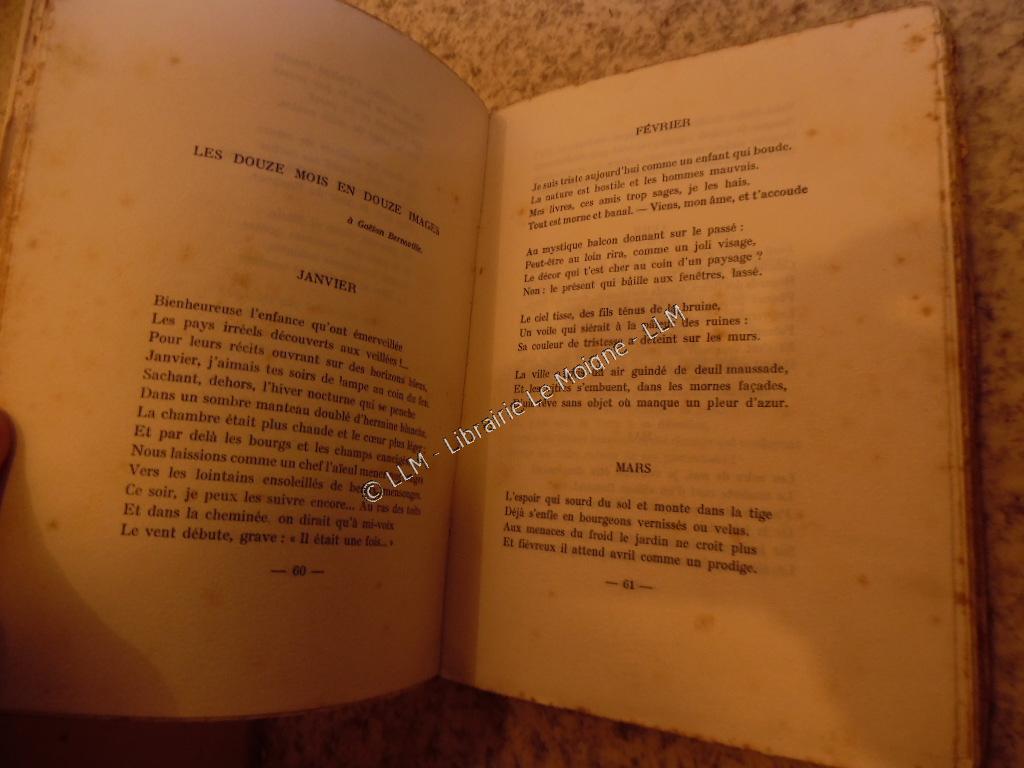 LES DOUZE MOIS EN DOUZE IMAGES
à Gaëtan Bernoville.
JANVIER
Bienheureuse l'enfance qu'ont émerveillée
Les pays irréels découverts aux veillées !...
Pour leurs récits ouvrant sur des horizons bleus,
Janvier, j'aimais tes soirs de lampe au coin du feu.
Sachant, dehors, l'hiver nocturne qui se penche
Dans un sombre manteau doublé d'hermine blanche,
La chambre était plus chaude et le cœur plus léger
Et par delà les bourgs et les champs
Nous laissions comme un chef l'aïeul mener
Vers les lointains ensoleillés de mensonges.
Ce soir, je peux les suivre encore... Au ras des toits
Et dans la cheminée, on dirait qu'à mi-voix
Le vent débute, grave : « Il était une fois... »
— 60 —
FÉVRIER
Je suis triste aujourd'hui comme un enfant qui boude.
La nature est hostile et les hommes mauvais.
Mes livres, ces amis trop sages, je les hais.
Tout est morne et banal. — Viens, mon âme, et t'accoude
Au mystique balcon donnant sur le passé :
Peut-être au loin rira, comme un joli visage,
Le décor qui t'est cher au coin d'un paysage ?
Non : le présent qui bâille aux fenêtres, lassé.
Le ciel tisse, des fils ténus de la bruine,
Un voile qui siérait à la des ruines :
Sa couleur de tristesse a déteint sur les murs.
La ville air guindé de deuil maussade,
Et les vitres s'embuent, dans les mornes façades,
D'un rêve sans objet où manque un pleur d'azur.
MARS
L'espoir qui sourd du sol et monte dans la tige
Déjà s'enfle en bourgeons vernissés ou velus.
Aux menaces du froid le jardin ne croit plus
Et fiévreux il attend avril comme un prodige.
— 61 —
© LLM - Librairie Le Moigne - LLM